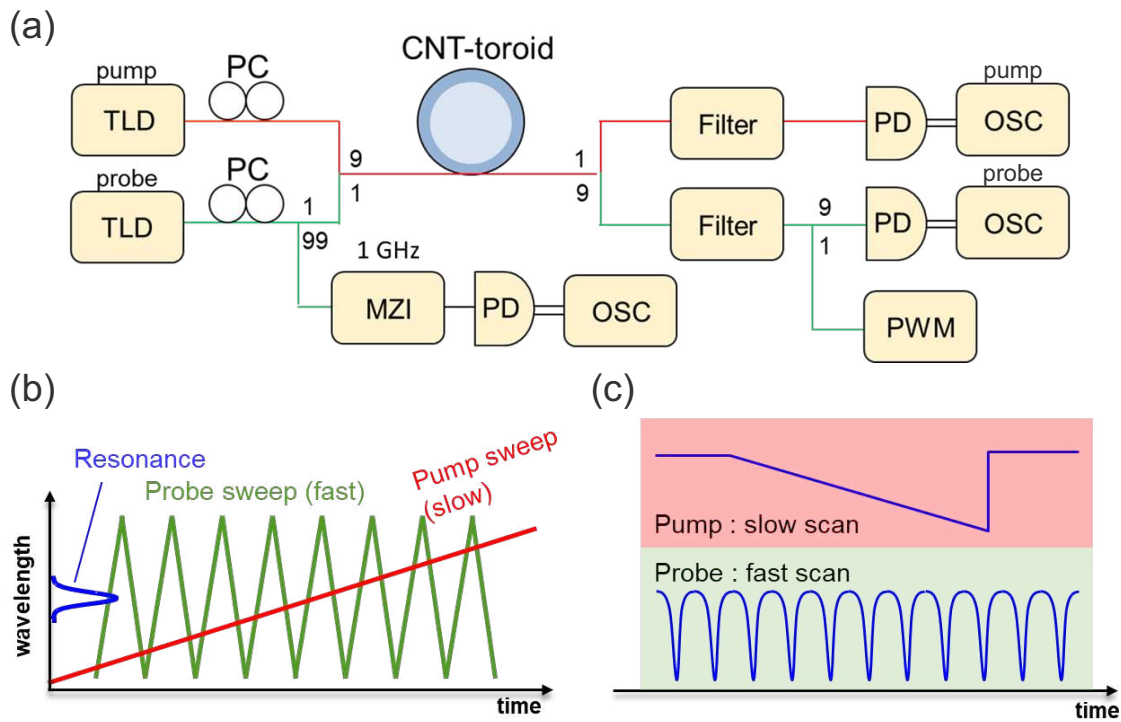 (a)
CNT-toroid
pump
PC
TLD
9
1
1
9
Filter
PD
pump
OSC
probe
PC
TLD
1
99
Filter
9
1
PD
probe
OSC
1 GHz
MZI
PD
OSC
PWM
(b)
Resonance
Probe sweep (fast)
Pump sweep
(slow)
wavelength
time
(c)
Pump : slow scan
Probe : fast scan
time